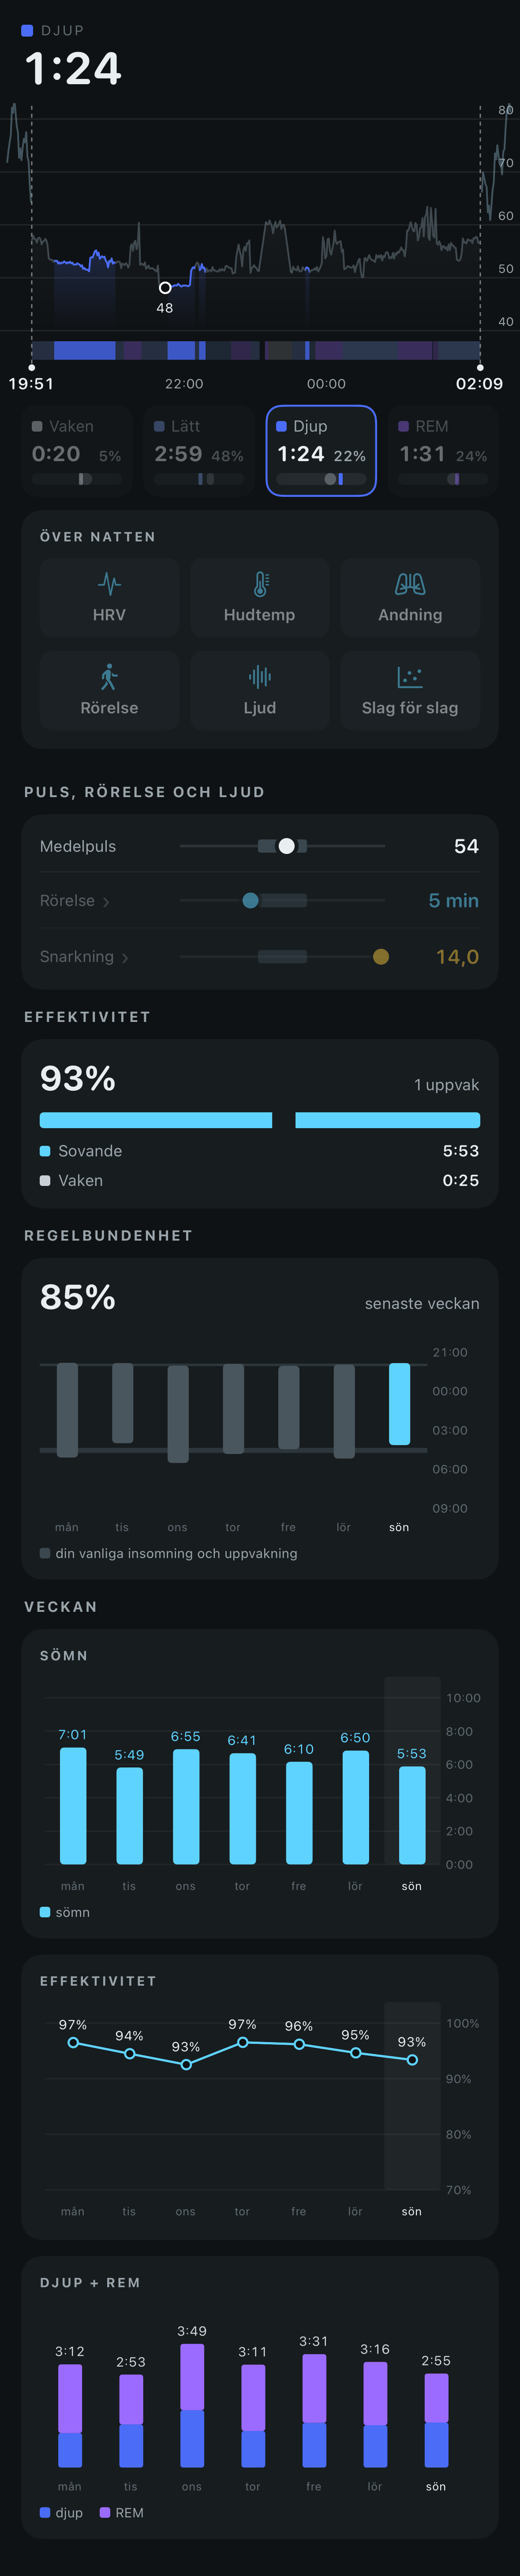 DJUP
1:24
80
70
60
50
48
40
19:51 22:00 00:00 02:09
Vaken
0:20 5%
Lätt
2:59 48%
Djup
1:24 22%
REM
1:31 24%
ÖVER NATTEN
HRV Hudtemp Andning
Rörelse Ljud Slag för slag
PULS, RÖRELSE OCH LJUD
Medelpuls 54
Rörelse 5 min
Snarkning 14,0
EFFEKTIVITET
93% 1 uppvak
Sovande 5:53
Vaken 0:25
REGELBUNDENHET
85% senaste veckan
21:00
00:00
03:00
06:00
09:00
mån tis ons tor fre lör sön
din vanliga insomning och uppvakning
VECKAN
SÖMN
10:00
8:00
6:00
4:00
2:00
0:00
7:01 5:49 6:55 6:41 6:10 6:50 5:53
mån tis ons tor fre lör sön
sömn
EFFEKTIVITET
97% 94% 93% 97% 96% 95% 93%
100%
90%
80%
70%
mån tis ons tor fre lör sön
DJUP + REM
3:12 2:53 3:49 3:11 3:31 3:16 2:55
mån tis ons tor fre lör sön
djup REM